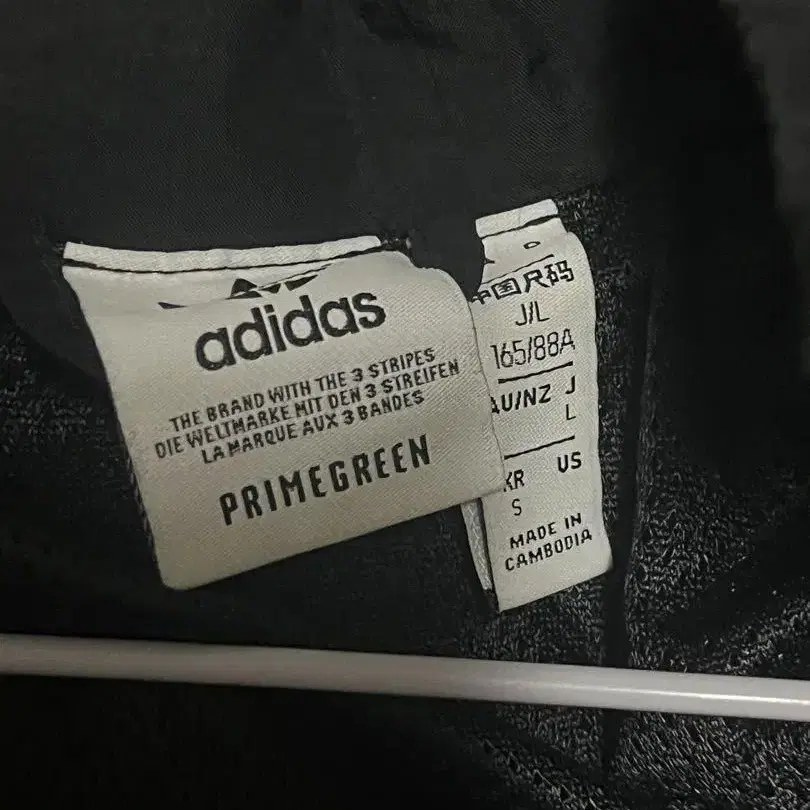 adidas
THE BRAND WITH THE 3 STRIPES
DIE WELTMARKE MIT DEN 3 STREIFEN
LA MARQUE AUX 3 BANDES
PRIMEGREEN
中国尺码
J/L
165/88A
AU/NZ J
L
KR US
S
MADE IN
CAMBODIA